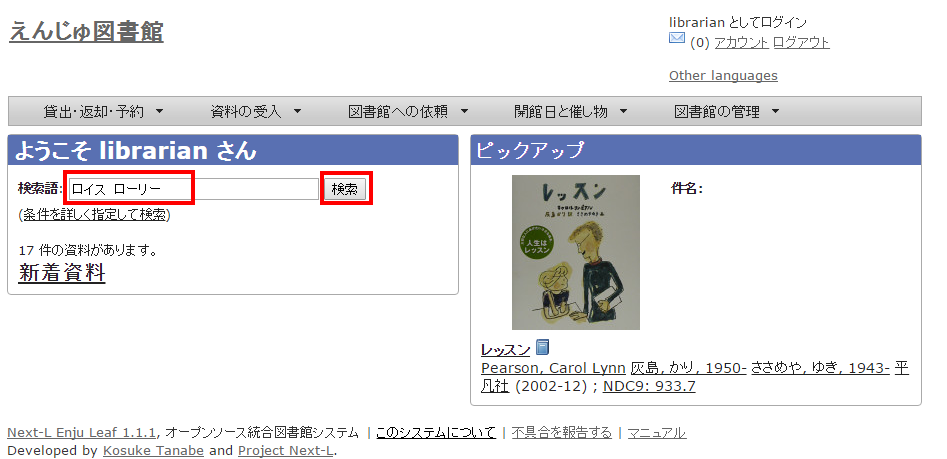 えんじゅ図書館
librarian としてログイン
(0) アカウント ログアウト
Other languages
貸出・返却・予約 ▼ 資料の受入 ▼ 図書館への依頼 ▼ 開館日と催し物 ▼ 図書館の管理 ▼
ようこそ librarian さん
検索語: ロイス ローリー 検索
(条件を詳しく指定して検索)
17 件の資料があります。
新着資料
ピックアップ
レッスン
人生は
レッスン
件名:
レッスン
Pearson, Carol Lynn 灰島, かり, 1950- ささめや, ゆき, 1943- 平
凡社 (2002-12) ; NDC9: 933.7
Next-L Enju Leaf 1.1.1, オープンソース統合図書館システム | このシステムについて | 不具合を報告する | マニュアル
Developed by Kosuke Tanabe and Project Next-L.